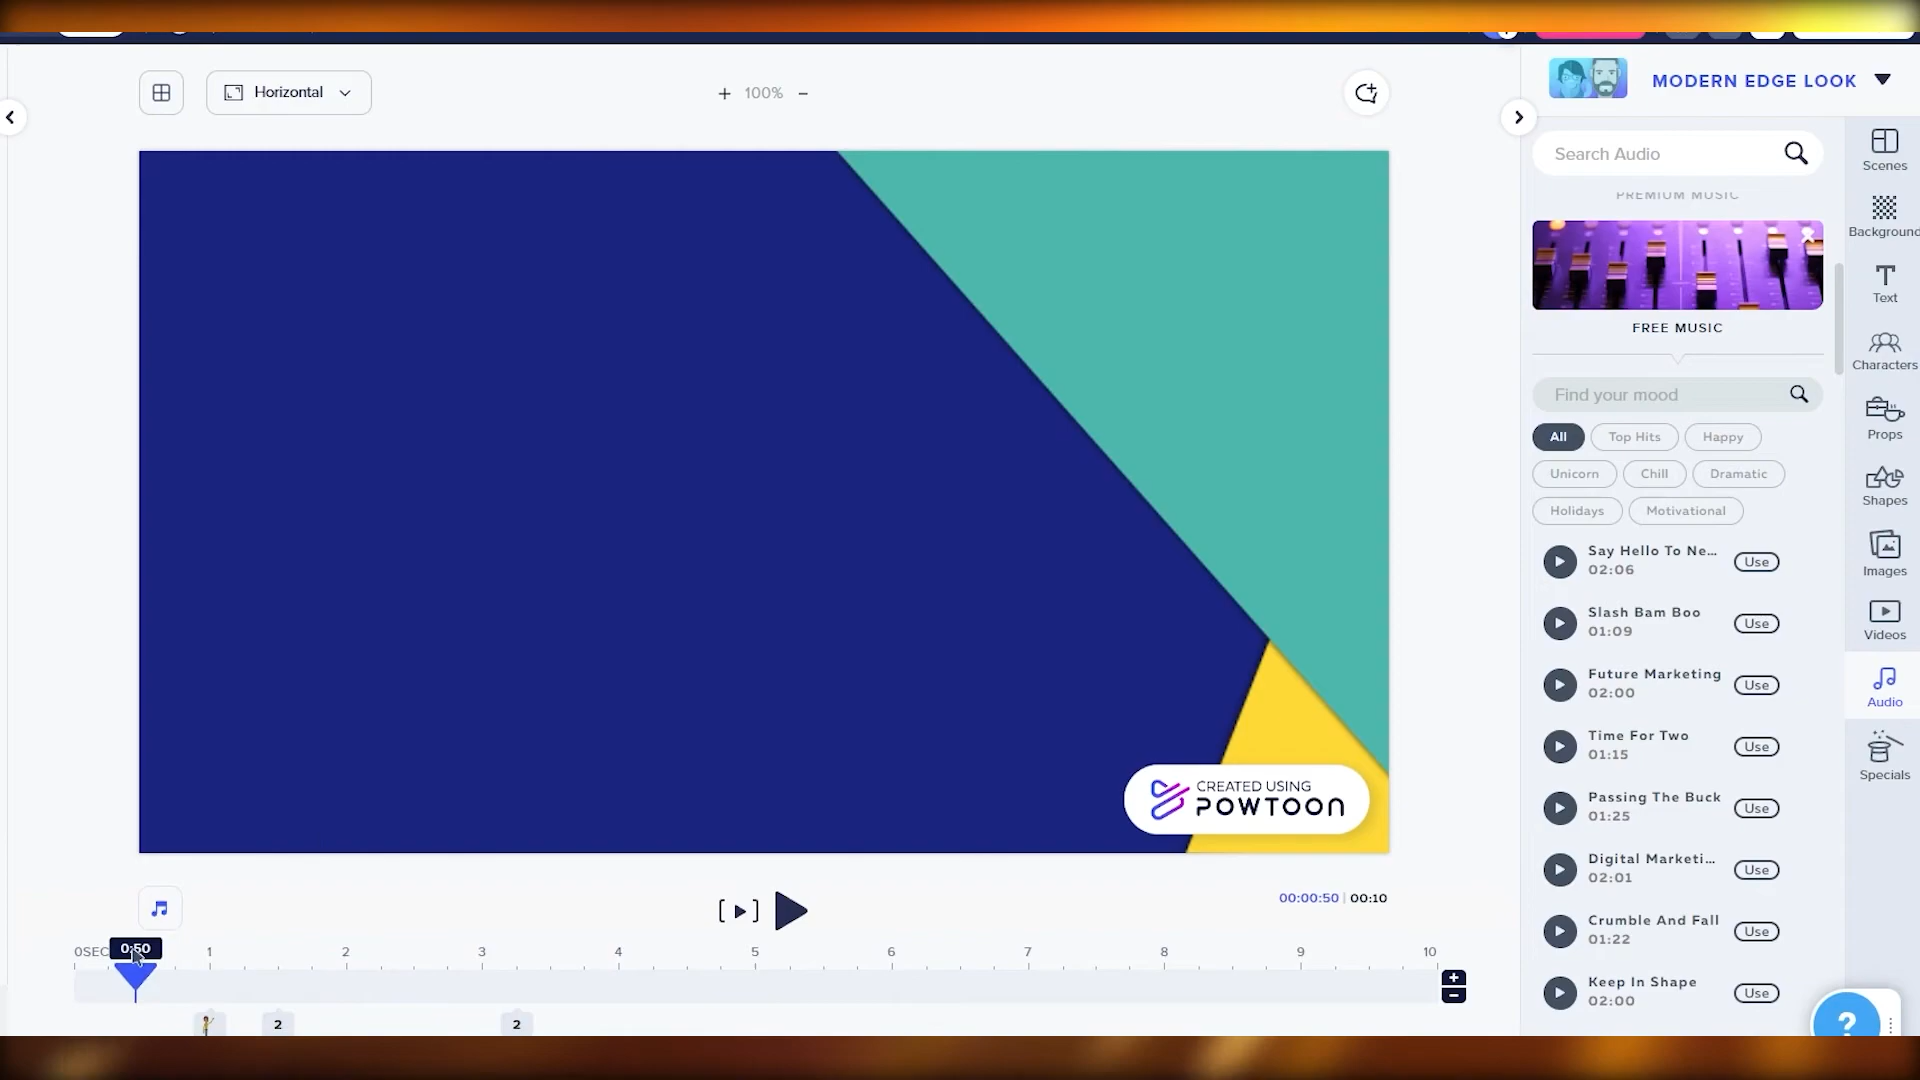 Horizontal
+ 100% −
MODERN EDGE LOOK
Search Audio
PREMIUM MUSIC
FREE MUSIC
Find your mood
All
Top Hits
Happy
Unicorn
Chill
Dramatic
Holidays
Motivational
Say Hello To Ne...
02:06
Use
Slash Bam Boo
01:09
Use
Future Marketing
02:00
Use
Time For Two
01:15
Use
Passing The Buck
01:25
Use
Digital Marketi...
02:01
Use
Crumble And Fall
01:22
Use
Keep In Shape
02:00
Use
Scenes
Background
Text
Characters
Props
Shapes
Images
Videos
Audio
Specials
?
CREATED USING
POWTOON
00:00:50 | 00:10
0SEC 0:50 1 2 3 4 5 6 7 8 9 10
+
−
2 2